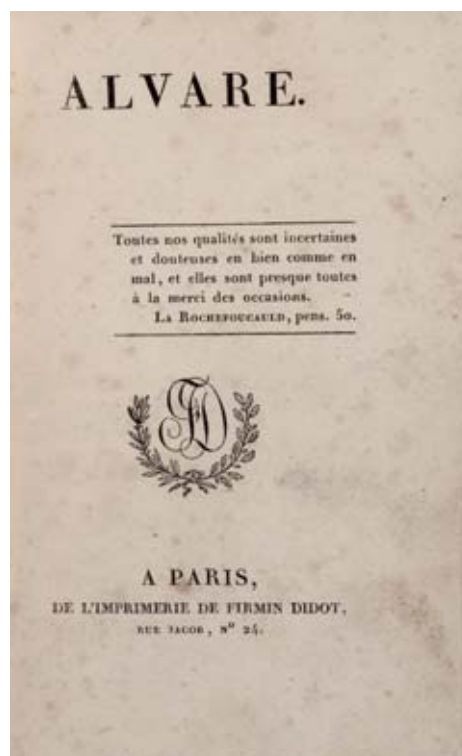 ALVARE.
Toutes nos qualités sont incertaines
et douteuses en bien comme en
mal, et elles sont presque toutes
à la merci des occasions.
LA ROCHEFOUCAULD, pens. 50.
FD
A PARIS,
DE L'IMPRIMERIE DE FIRMIN DIDOT,
RUE JACOB, Nº 24.